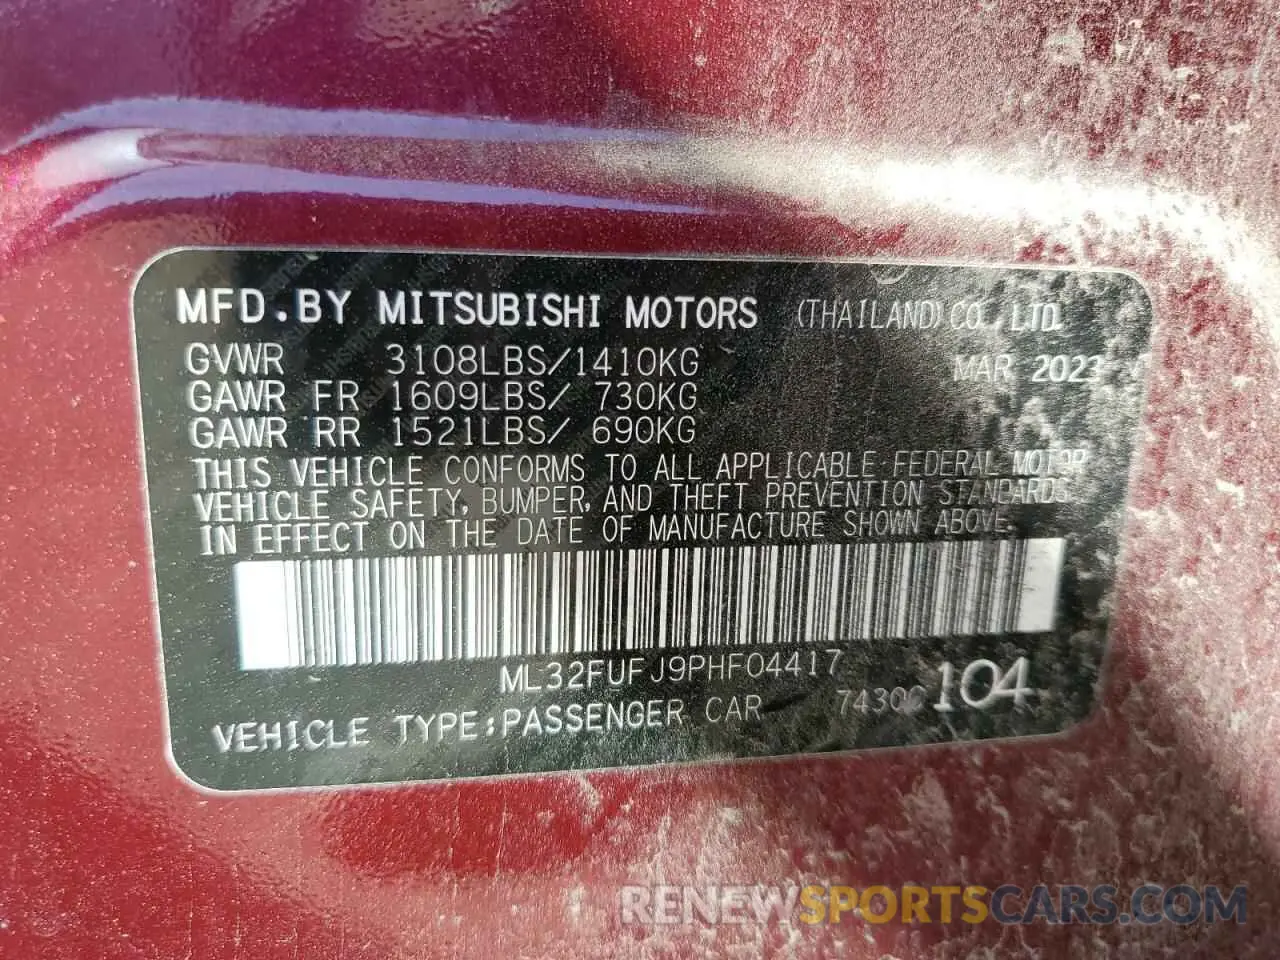 MFD.BY MITSUBISHI MOTORS (THAILAND) CO., LTD.
GVWR 3108LBS/1410KG MAR 2023
GAWR FR 1609LBS/ 730KG
GAWR RR 1521LBS/ 690KG
THIS VEHICLE CONFORMS TO ALL APPLICABLE FEDERAL MOTOR
VEHICLE SAFETY, BUMPER, AND THEFT PREVENTION STANDARDS
IN EFFECT ON THE DATE OF MANUFACTURE SHOWN ABOVE.
ML32FUFJ9PHF04417
VEHICLE TYPE:PASSENGER CAR 104
RENEWSPORTSCARS.COM